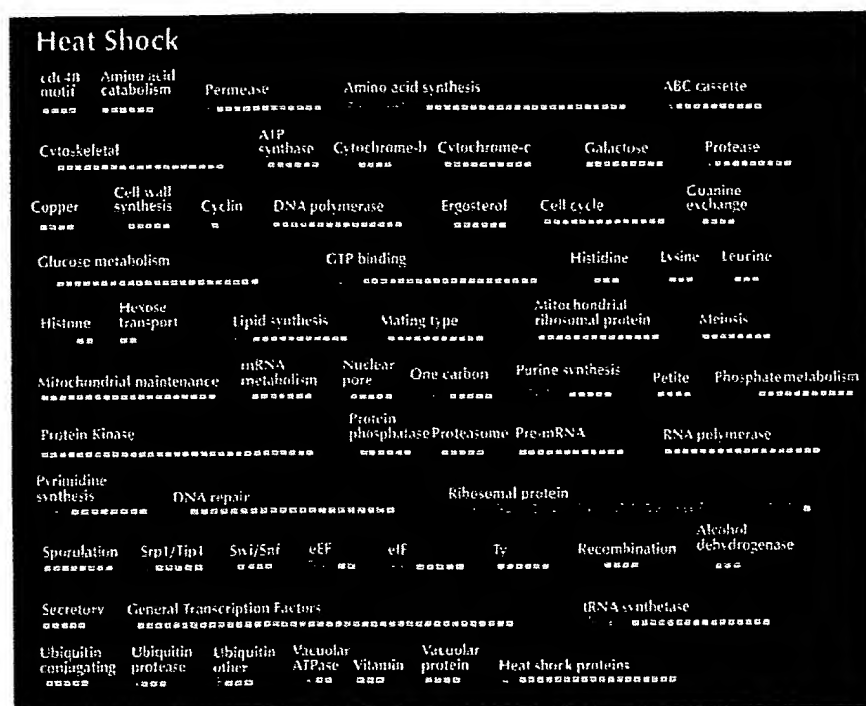 Heat Shock
cdc48 motif Amino acid catabolism Permease Amino acid synthesis ABC cassette
Cytoskeletal ATP synthase Cytochrome-b Cytochrome-c Galactose Protease
Copper Cell wall synthesis Cyclin DNA polymerase Ergosterol Cell cycle Guanine exchange
Glucose metabolism GTP binding Histidine Lysine Leucine
Histone Hexose transport Lipid synthesis Mating type Mitochondrial ribosomal protein Meiosis
Mitochondrial maintenance mRNA metabolism Nuclear pore One carbon Purine synthesis Petite Phosphate metabolism
Protein Kinase Protein phosphatase Proteasome Pre-mRNA RNA polymerase
Pyrimidine synthesis DNA repair Ribosomal protein
Sporulation Srp1/Tip1 Swi/Snf eEF eIF Ty Recombination Alcohol dehydrogenase
Secretory General Transcription Factors tRNA synthetase
Ubiquitin conjugating Ubiquitin protease Ubiquitin other Vacuolar ATPase Vitamin Vacuolar protein Heat shock proteins